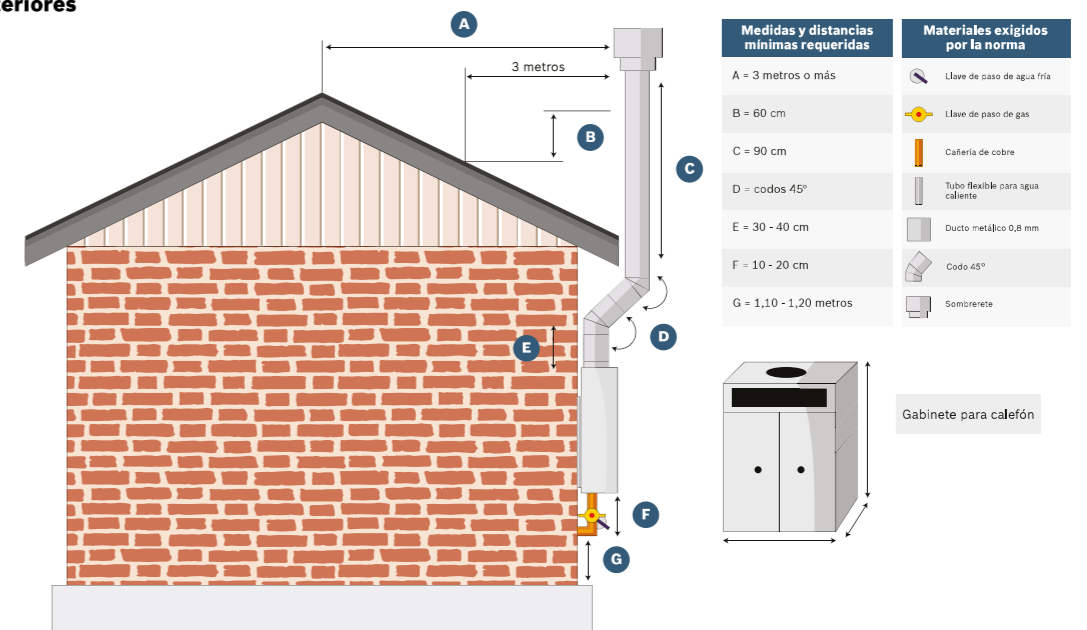 A
3 metros
B
C
D
E
F
G
Medidas y distancias
mínimas requeridas
A = 3 metros o más
B = 60 cm
C = 90 cm
D = codos 45°
E = 30 - 40 cm
F = 10 - 20 cm
G = 1,10 - 1,20 metros
Materiales exigidos
por la norma
Llave de paso de agua fría
Llave de paso de gas
Cañería de cobre
Tubo flexible para agua
caliente
Ducto metálico 0,8 mm
Codo 45°
Sombrerete
Gabinete para calefón